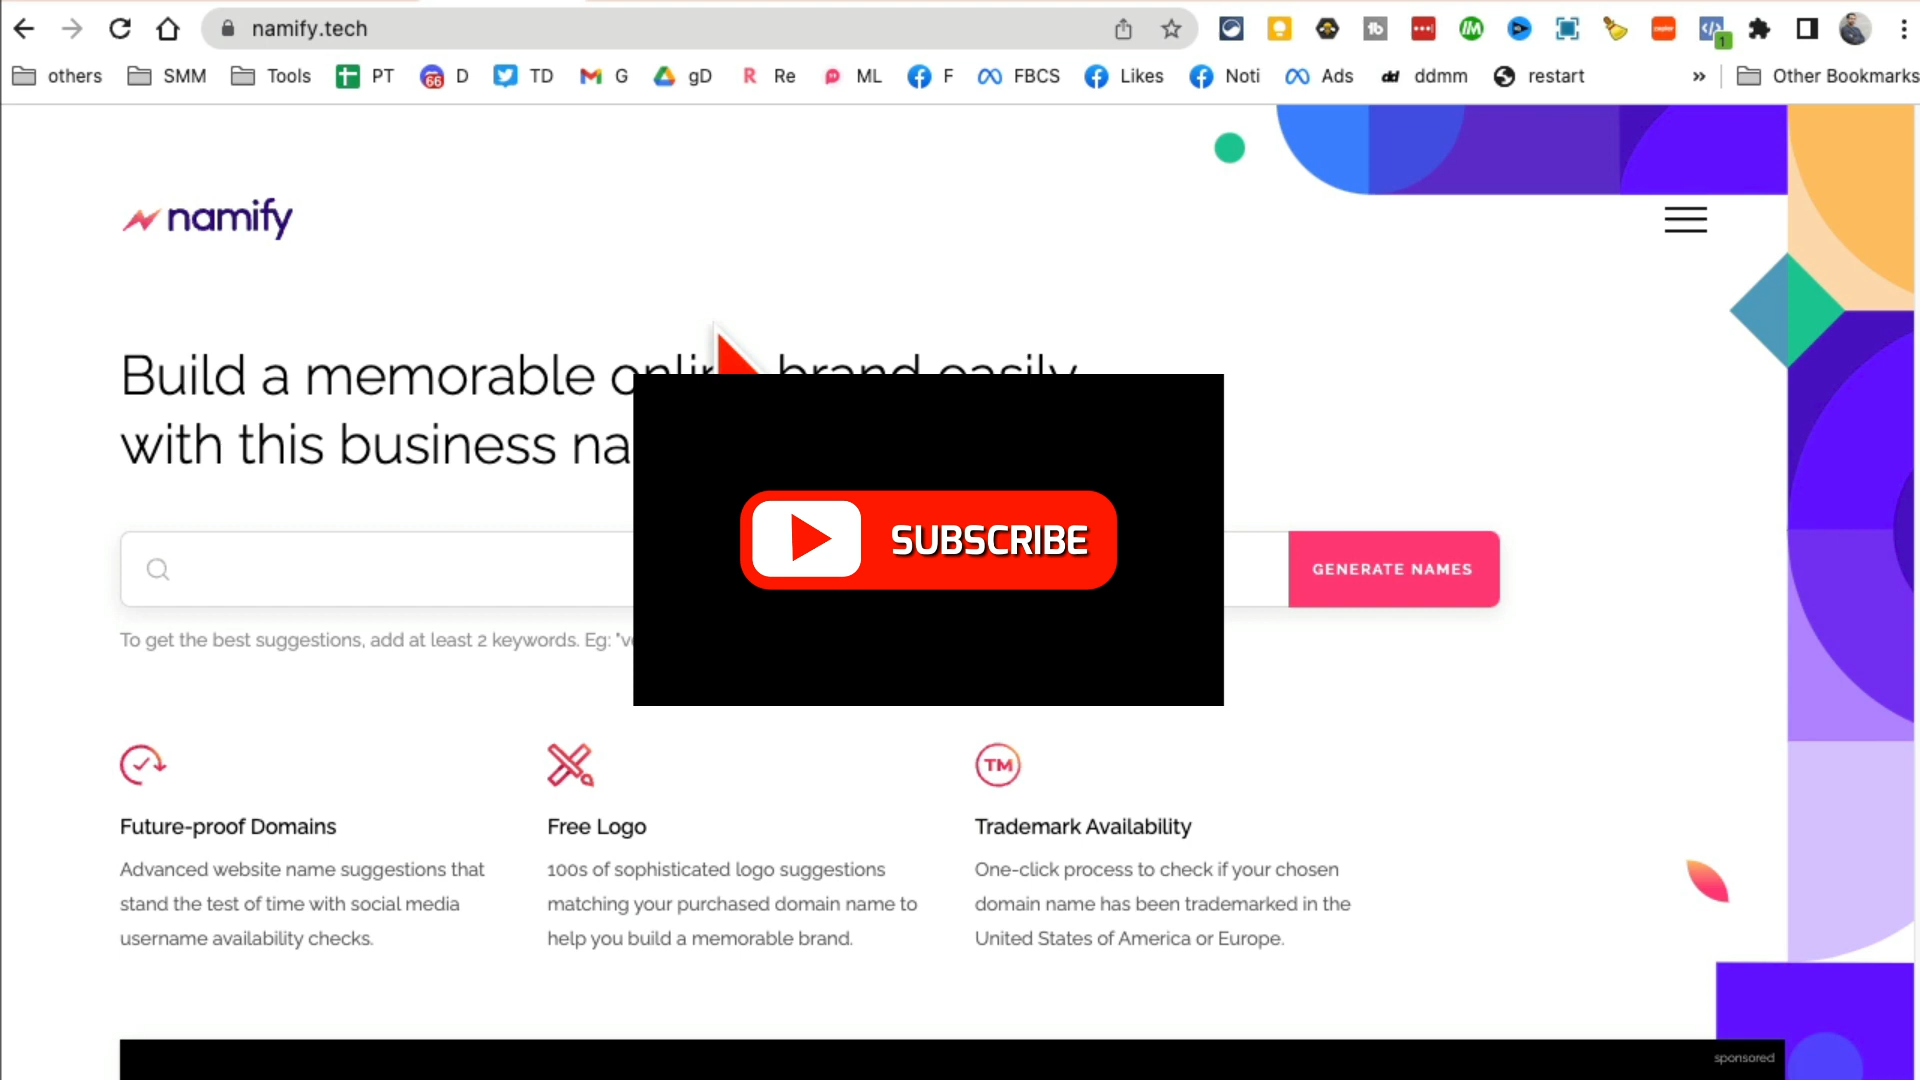 namify.tech
others SMM Tools PT D TD G gD Re ML F FBCS Likes Noti Ads ddmm restart » Other Bookmarks
namify
Build a memorable online brand easily
with this business na
SUBSCRIBE
GENERATE NAMES
To get the best suggestions, add at least 2 keywords. Eg: "v
TM
Future-proof Domains
Advanced website name suggestions that
stand the test of time with social media
username availability checks.
Free Logo
100s of sophisticated logo suggestions
matching your purchased domain name to
help you build a memorable brand.
Trademark Availability
One-click process to check if your chosen
domain name has been trademarked in the
United States of America or Europe.
sponsored